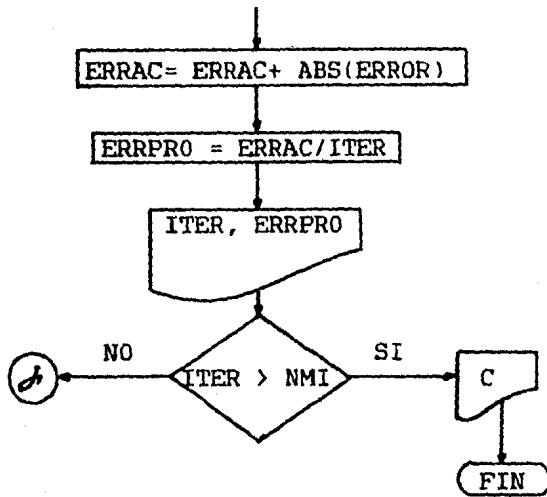 ERRAC= ERRAC+ ABS(ERROR)
ERRPRO = ERRAC/ITER
ITER, ERRPRO
NO
ITER > NMI
SI
C
FIN